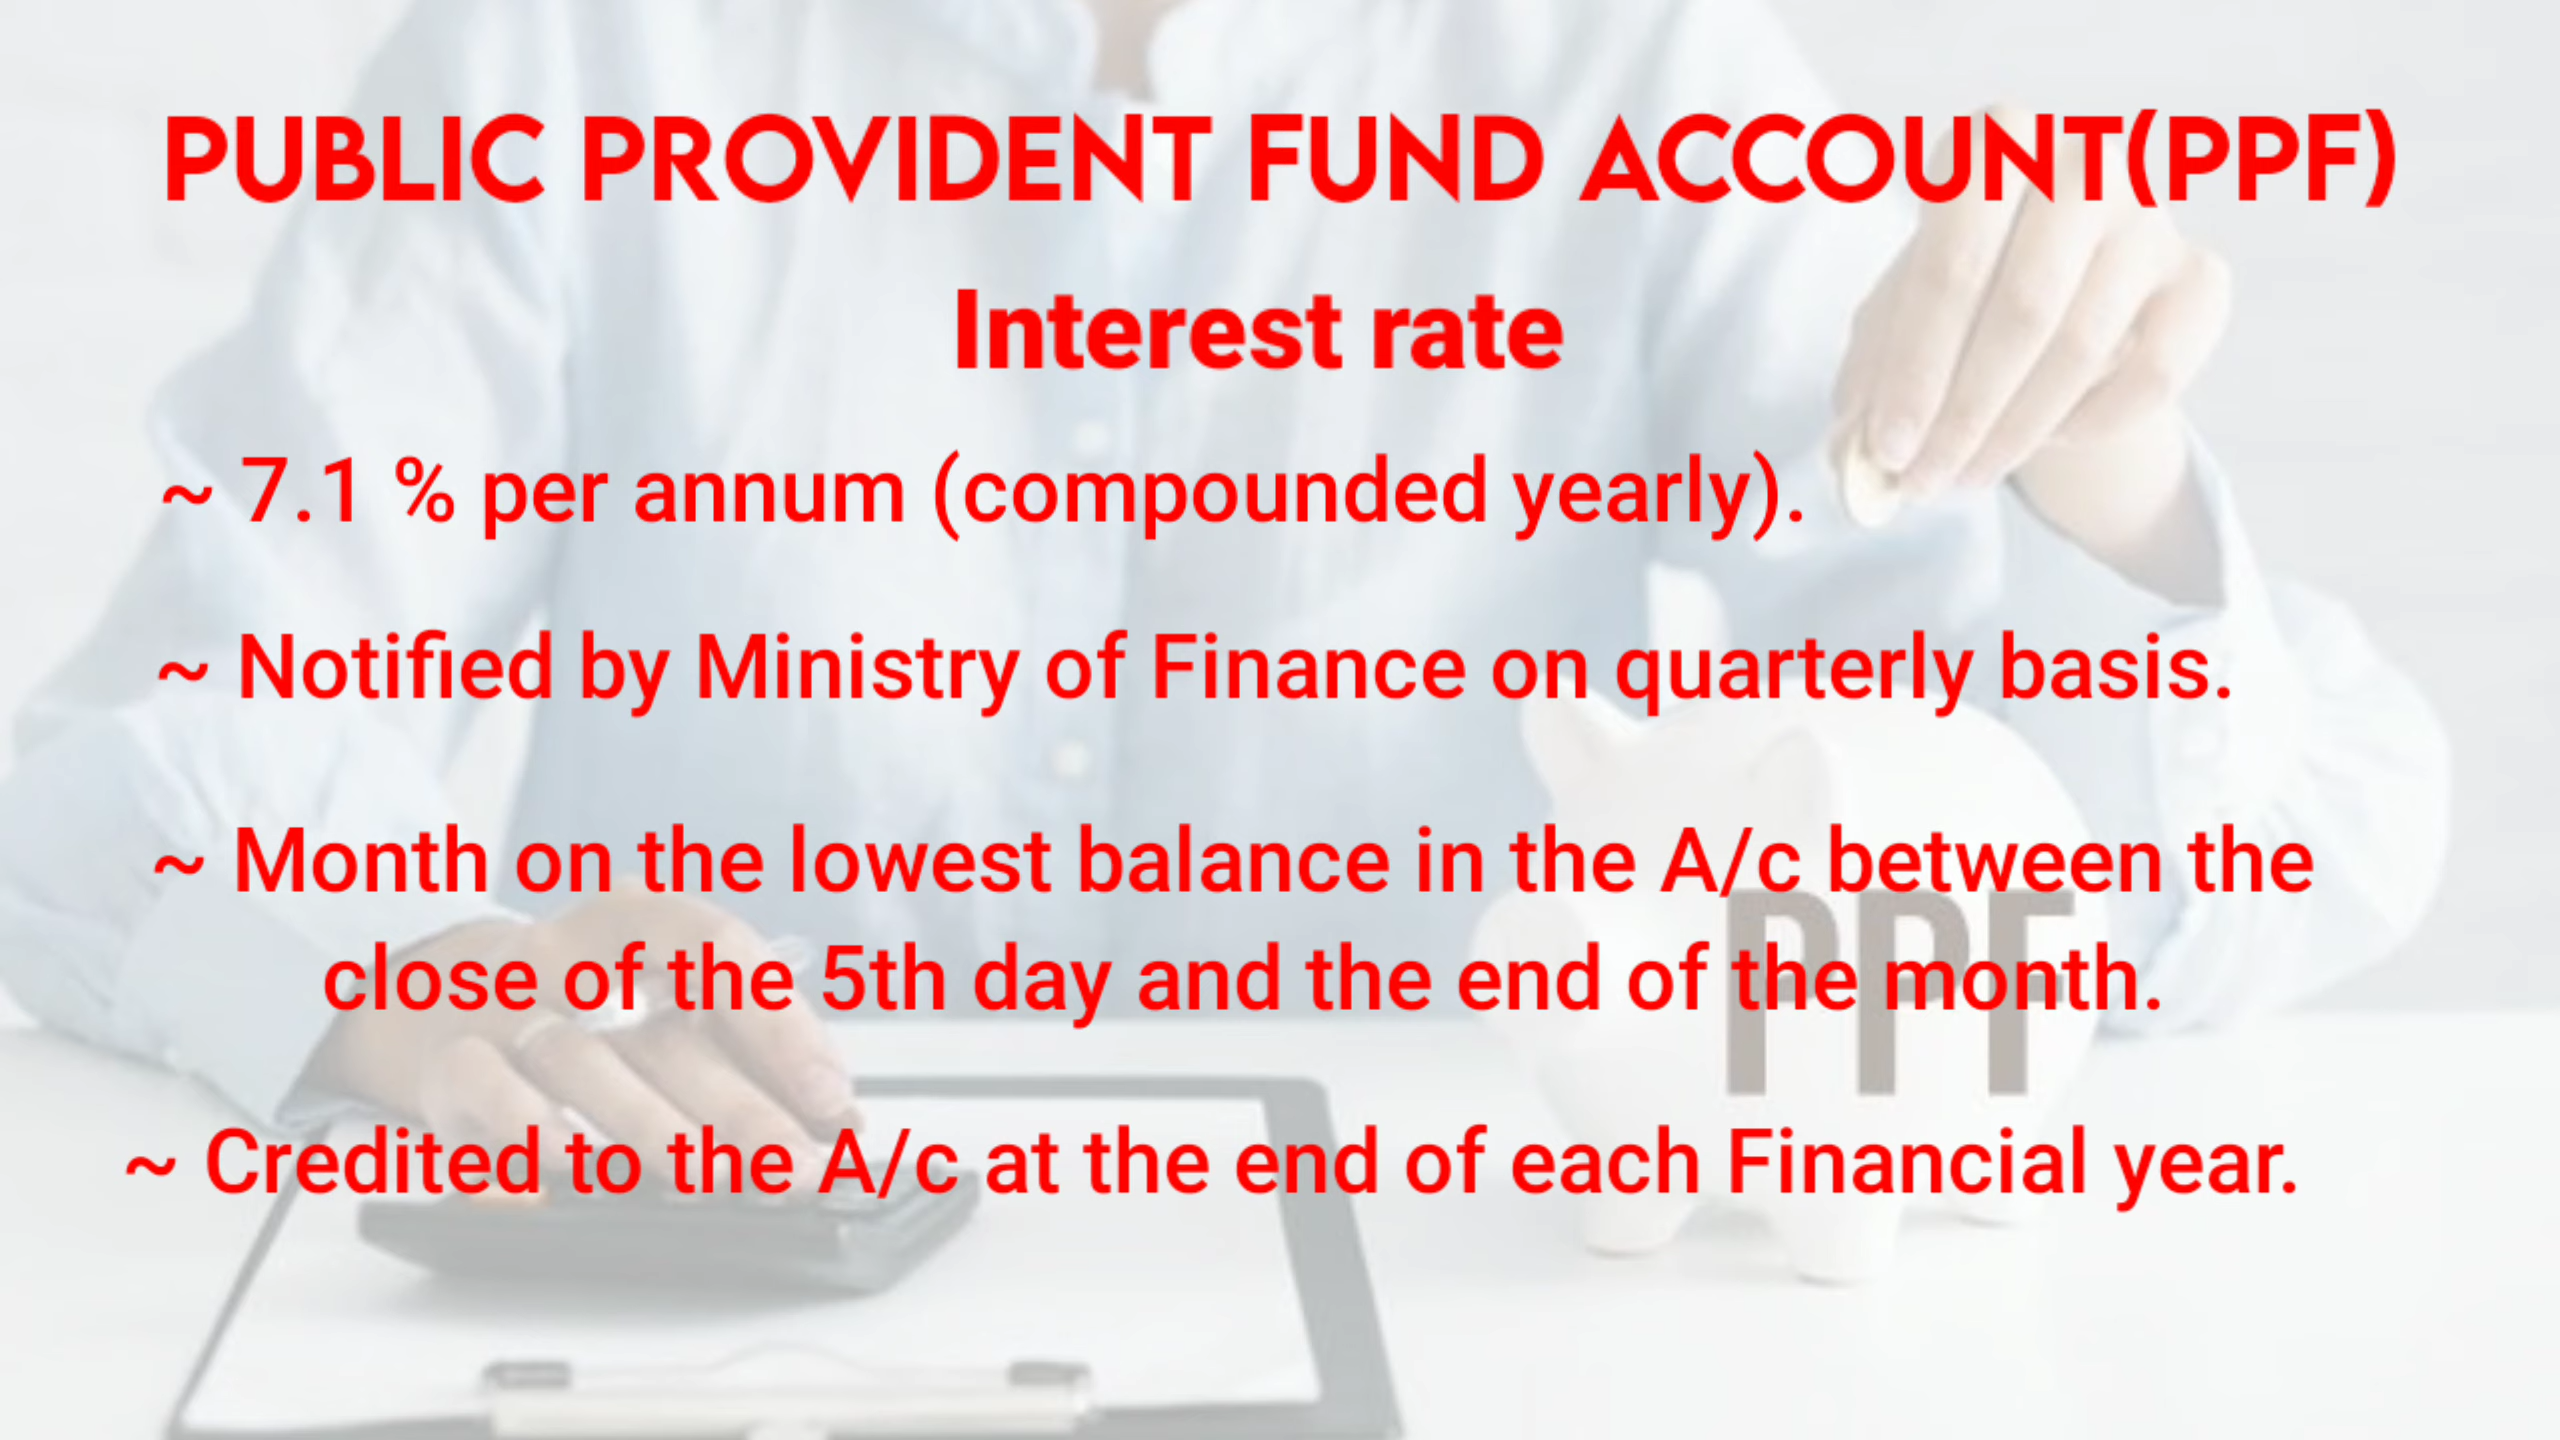 PUBLIC PROVIDENT FUND ACCOUNT(PPF)
Interest rate
~ 7.1 % per annum (compounded yearly).
~ Notified by Ministry of Finance on quarterly basis.
~ Month on the lowest balance in the A/c between the
close of the 5th day and the end of the month.
PPF
~ Credited to the A/c at the end of each Financial year.